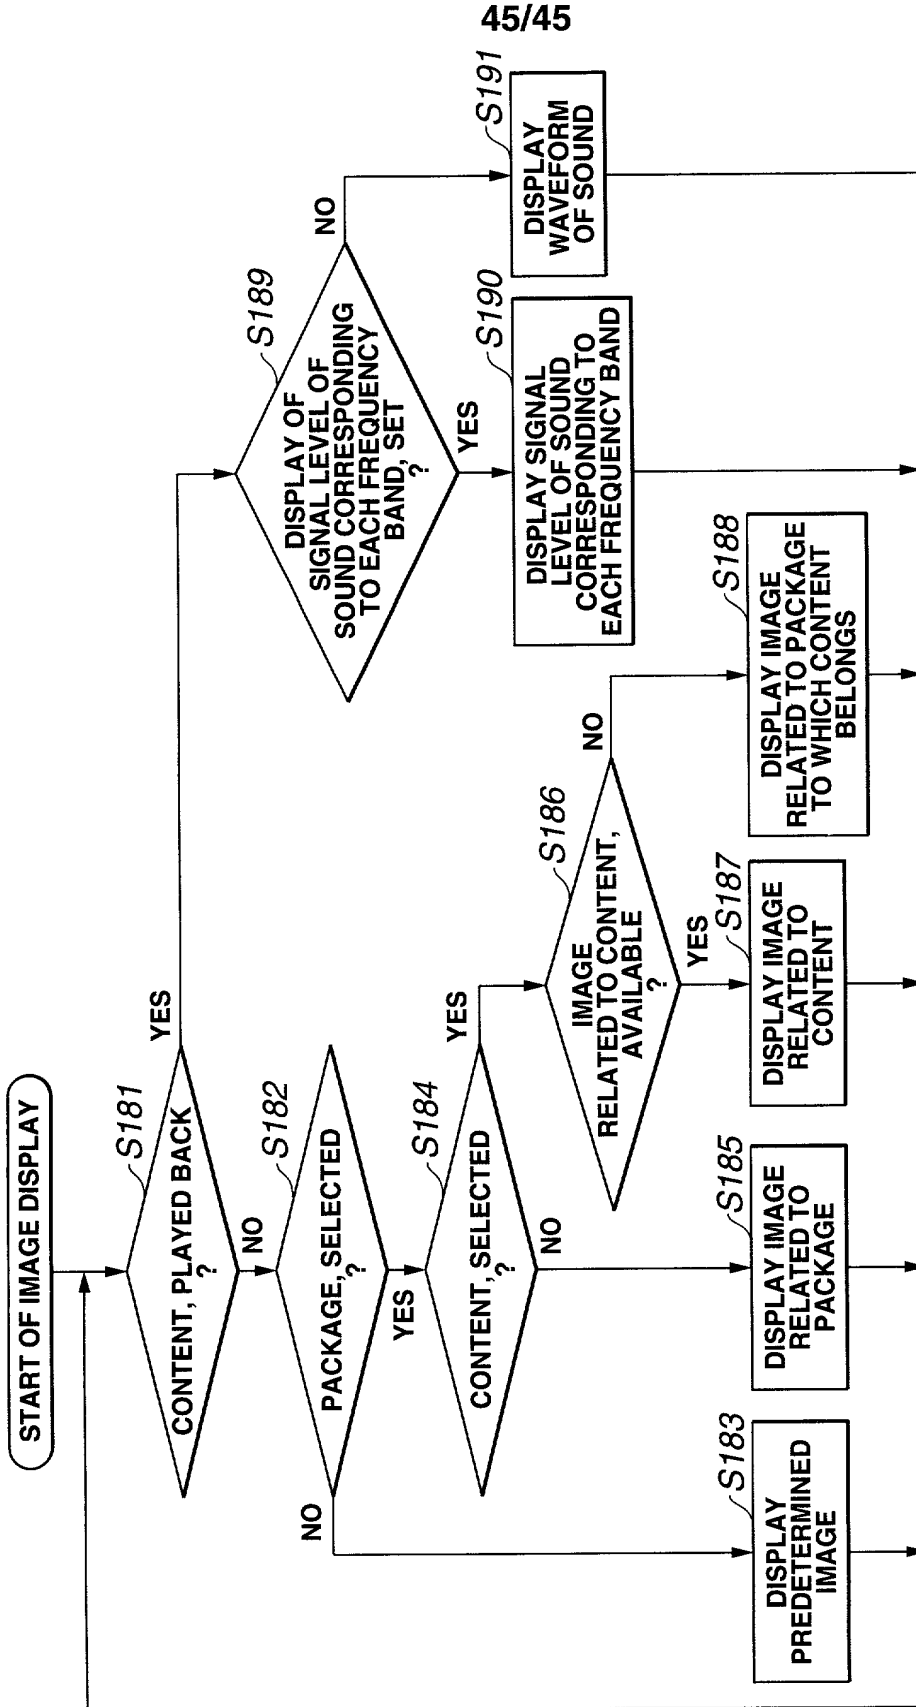 45/45
START OF IMAGE DISPLAY
S181
CONTENT, PLAYED BACK
?
YES
NO
S182
PACKAGE, SELECTED
?
NO
YES
S183
DISPLAY
PREDETERMINED
IMAGE
S184
CONTENT, SELECTED
?
YES
NO
S185
DISPLAY IMAGE
RELATED TO
PACKAGE
S186
IMAGE
RELATED TO CONTENT,
AVAILABLE
?
NO
YES
S187
DISPLAY IMAGE
RELATED TO
CONTENT
S188
DISPLAY IMAGE
RELATED TO PACKAGE
TO WHICH CONTENT
BELONGS
S189
DISPLAY OF
SIGNAL LEVEL OF
SOUND CORRESPONDING
TO EACH FREQUENCY
BAND, SET
?
NO
YES
S190
DISPLAY SIGNAL
LEVEL OF SOUND
CORRESPONDING TO
EACH FREQUENCY BAND
S191
DISPLAY
WAVEFORM
OF SOUND